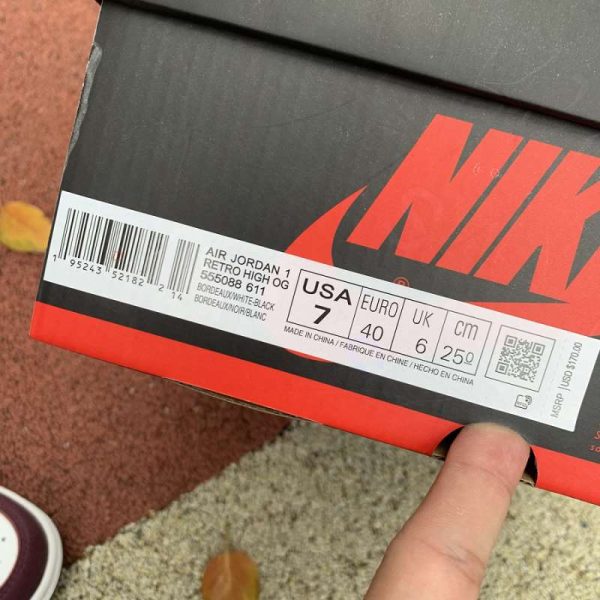 NIK
AIR JORDAN 1
RETRO HIGH OG
555088 611
BORDEAUX/WHITE-BLACK
BORDEAUX/NOIR/BLANC
1 95243 52182 2 14
USA
7
EURO
40
UK
6
cm
25º
MADE IN CHINA / FABRIQUE EN CHINE / HECHO EN CHINA
MSRP USD $170.00